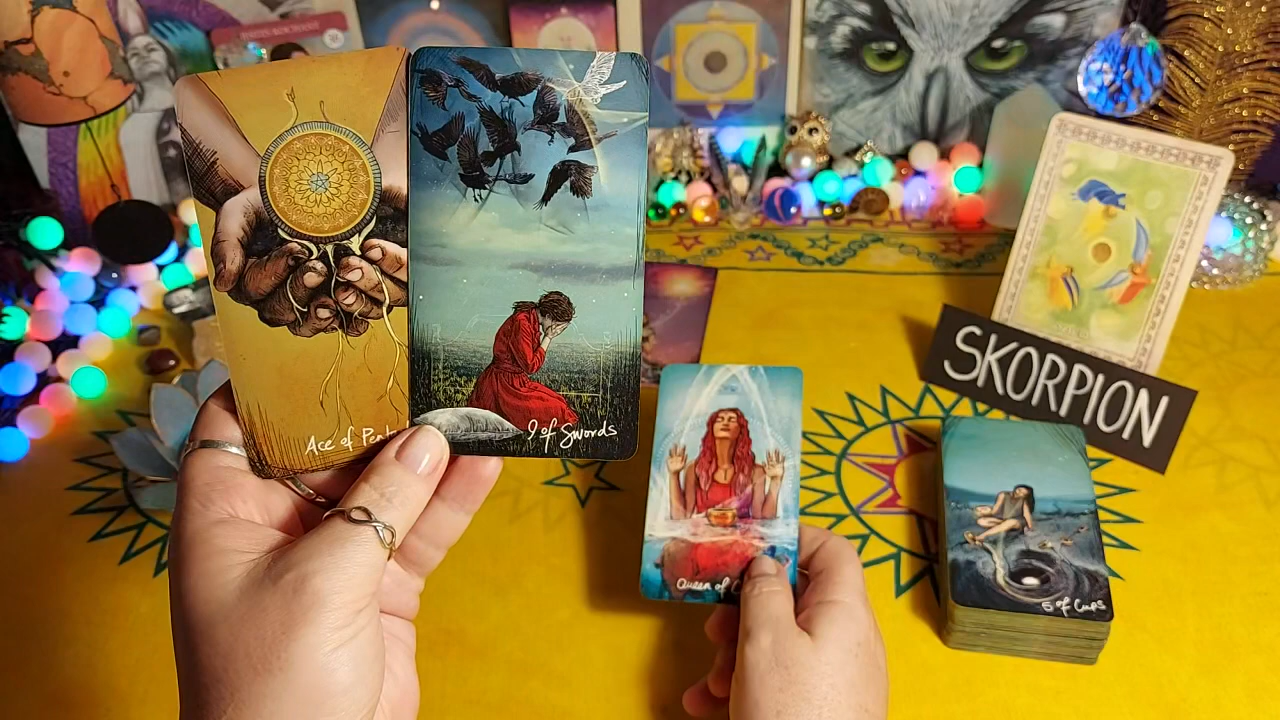 Ace of Pent
9 of Swords
Queen of C
SKORPION
5 of Cups